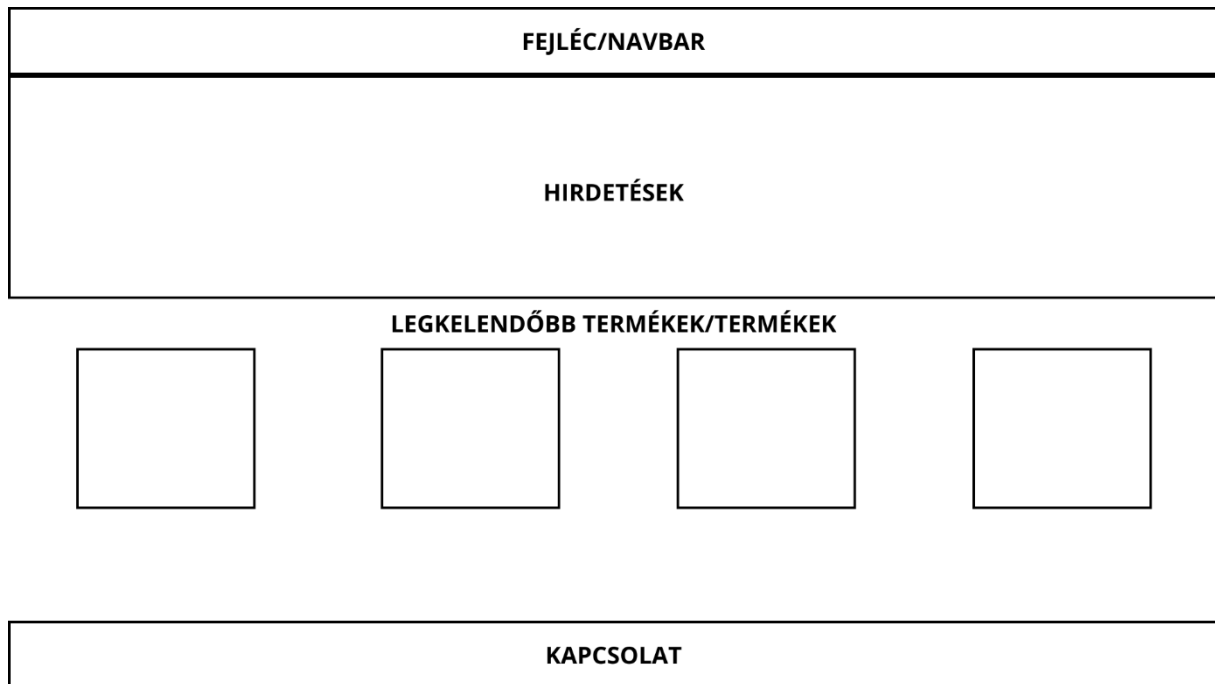 FEJLÉC/NAVBAR
HIRDETÉSEK
LEGKELENDŐBB TERMÉKEK/TERMÉKEK
KAPCSOLAT